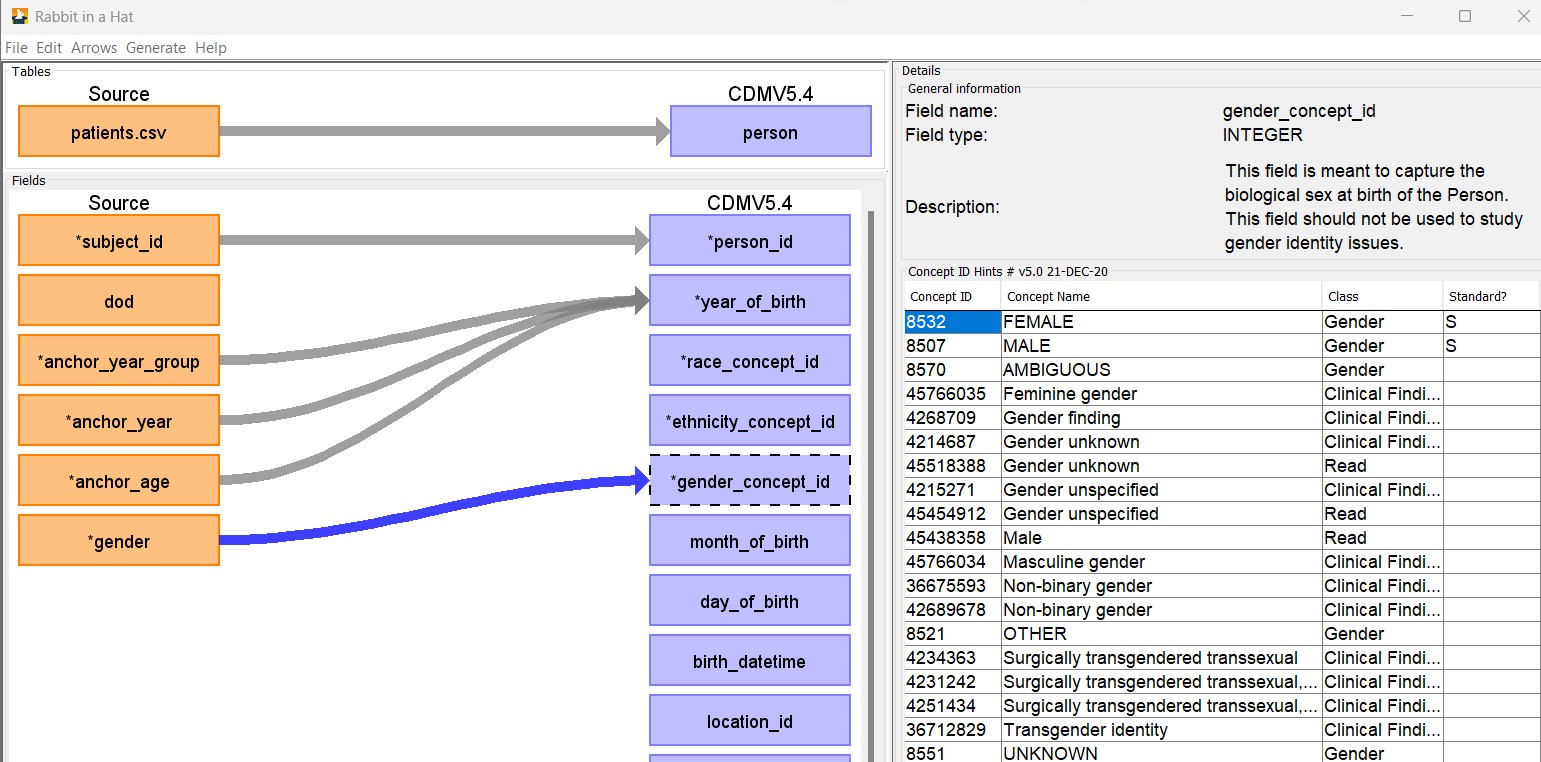 Rabbit in a Hat
File Edit Arrows Generate Help
Tables
Source CDMV5.4
patients.csv person
Fields
Source CDMV5.4
*subject_id *person_id
dod *year_of_birth
*anchor_year_group *race_concept_id
*anchor_year *ethnicity_concept_id
*anchor_age *gender_concept_id
*gender month_of_birth
day_of_birth
birth_datetime
location_id
Details
General information
Field name: gender_concept_id
Field type: INTEGER
Description:
This field is meant to capture the
biological sex at birth of the Person.
This field should not be used to study
gender identity issues.
Concept ID Hints # v5.0 21-DEC-20
Concept ID Concept Name Class Standard?
8532 FEMALE Gender S
8507 MALE Gender S
8570 AMBIGUOUS Gender
45766035 Feminine gender Clinical Findi...
4268709 Gender finding Clinical Findi...
4214687 Gender unknown Clinical Findi...
45518388 Gender unknown Read
4215271 Gender unspecified Clinical Findi...
45454912 Gender unspecified Read
45438358 Male Read
45766034 Masculine gender Clinical Findi...
36675593 Non-binary gender Clinical Findi...
42689678 Non-binary gender Clinical Findi...
8521 OTHER Gender
4234363 Surgically transgendered transsexual Clinical Findi...
4231242 Surgically transgendered transsexual,... Clinical Findi...
4251434 Surgically transgendered transsexual,... Clinical Findi...
36712829 Transgender identity Clinical Findi...
8551 UNKNOWN Gender